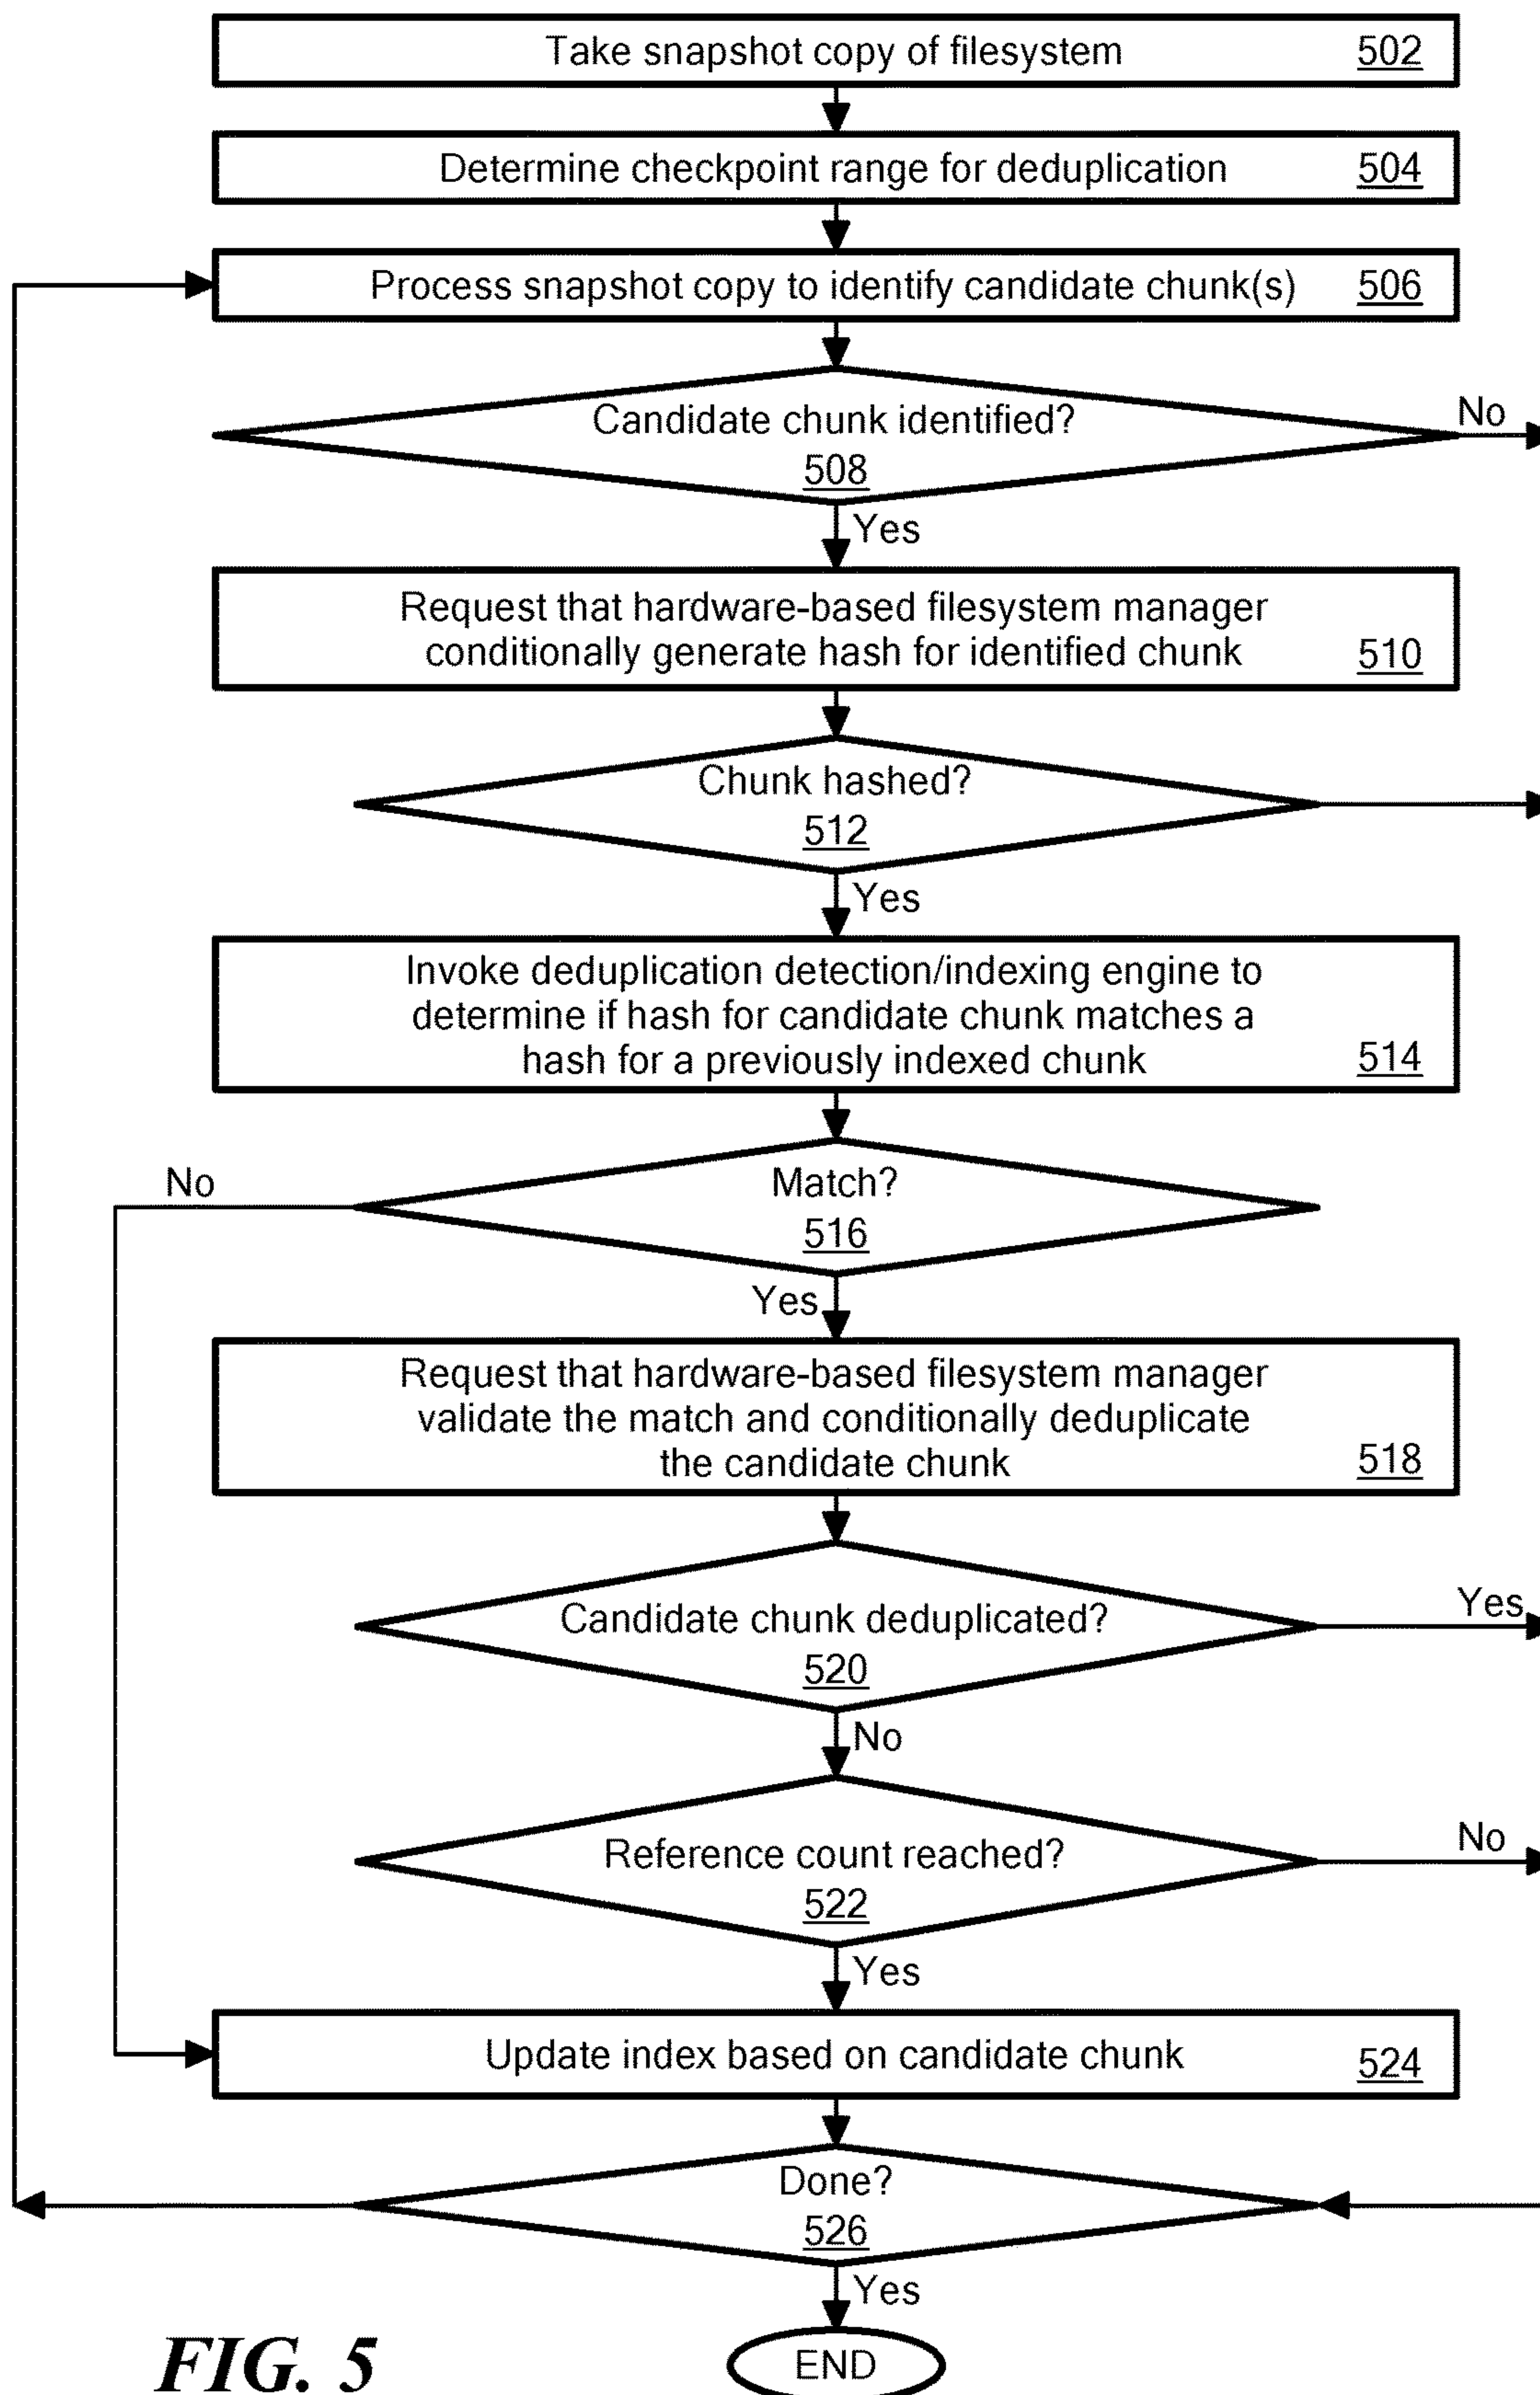 Take snapshot copy of filesystem 502
Determine checkpoint range for deduplication 504
Process snapshot copy to identify candidate chunk(s) 506
Candidate chunk identified?
508
No
Yes
Request that hardware-based filesystem manager
conditionally generate hash for identified chunk 510
Chunk hashed?
512
Yes
Invoke deduplication detection/indexing engine to
determine if hash for candidate chunk matches a
hash for a previously indexed chunk 514
No
Match?
516
Yes
Request that hardware-based filesystem manager
validate the match and conditionally deduplicate
the candidate chunk 518
Candidate chunk deduplicated?
520
Yes
No
Reference count reached?
522
No
Yes
Update index based on candidate chunk 524
Done?
526
Yes
END
FIG. 5